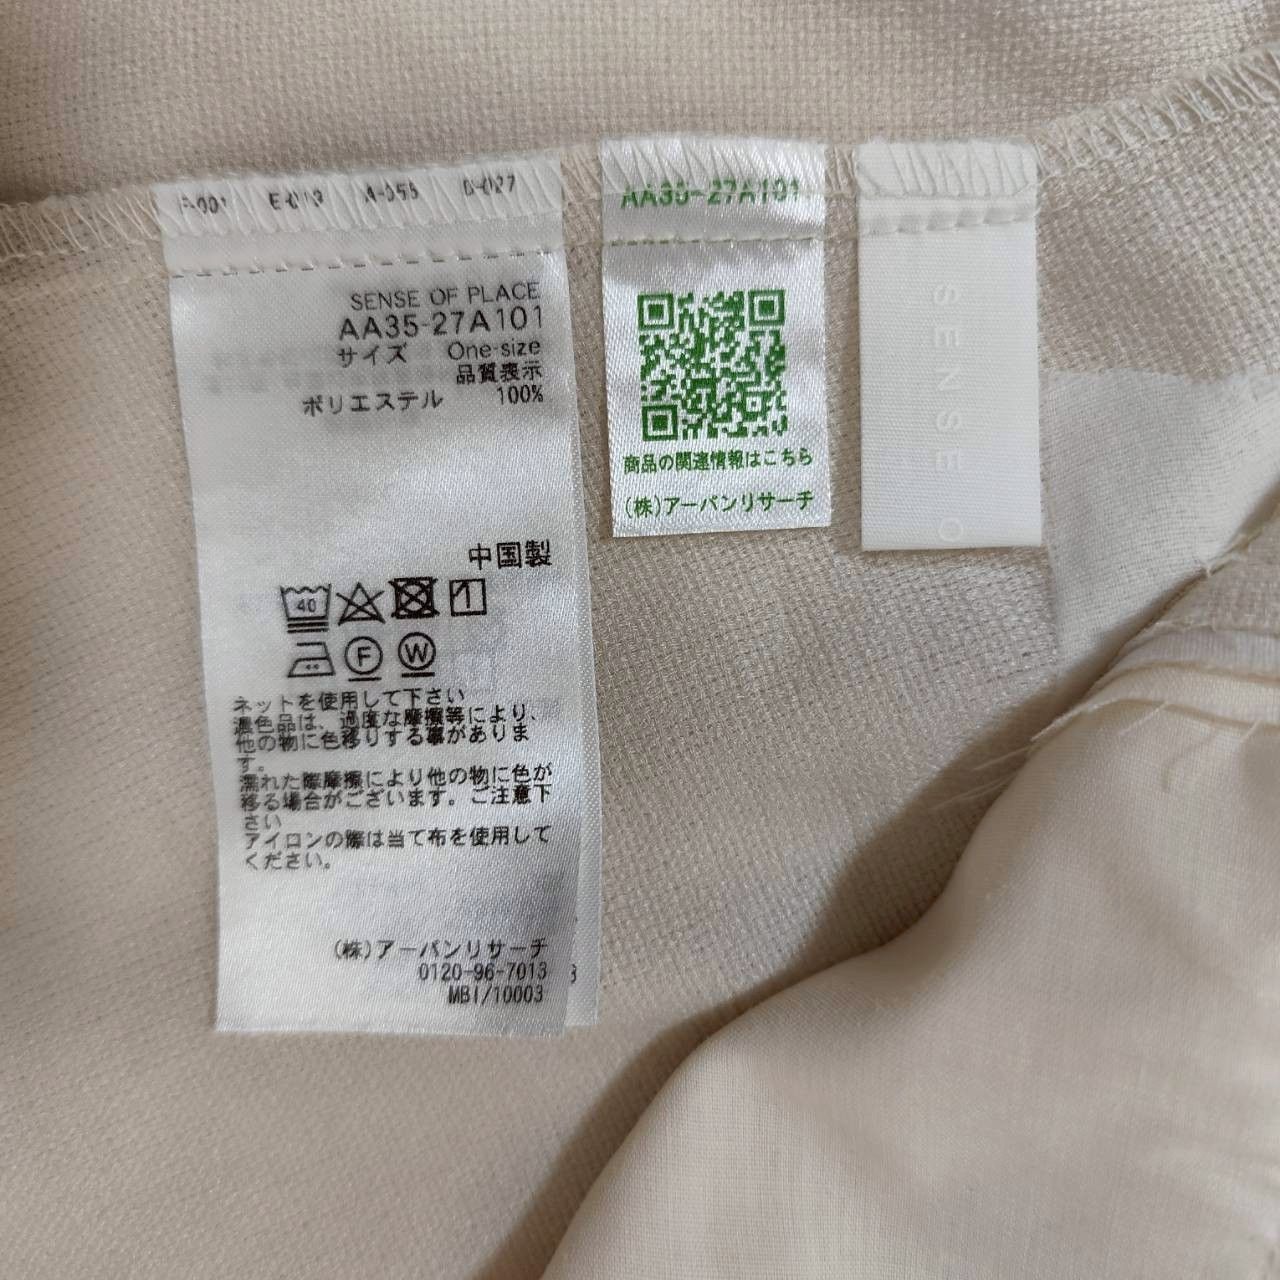 SENSE OF PLACE
AA35-27A101
サイズ One-size
品質表示
ポリエステル 100%
中国製
40
1
F W
ネットを使用して下さい
濃色品は、過度な摩擦等により、
他の物に色移りする事がありま
す。
濡れた際摩擦により他の物に色が
移る場合がございます。ご注意下
さい
アイロンの際は当て布を使用して
ください。
(株)アーバンリサーチ
0120-96-7013
MBI/10003
AA35-27A101
商品の関連情報はこちら
(株)アーバンリサーチ
SENSE O